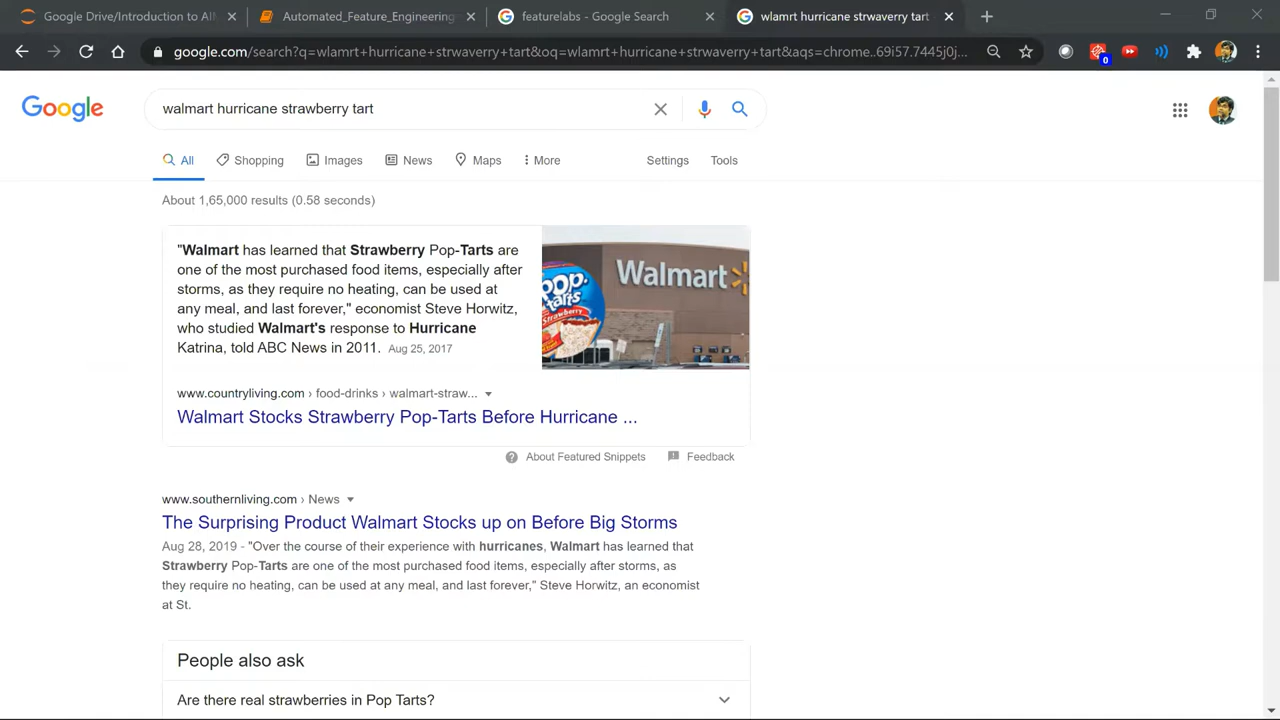 Google Drive/Introduction to AI
Automated_Feature_Engineering
featurelabs - Google Search
wlamrt hurricane strwaverry tart
google.com/search?q=wlamrt+hurricane+strwaverry+tart&oq=wlamrt+hurricane+strwaverry+tart&aqs=chrome..69i57.7445j0j...
0
Google
walmart hurricane strawberry tart
All
Shopping
Images
News
Maps
More
Settings
Tools
About 1,65,000 results (0.58 seconds)
"Walmart has learned that Strawberry Pop-Tarts are
one of the most purchased food items, especially after
storms, as they require no heating, can be used at
any meal, and last forever," economist Steve Horwitz,
who studied Walmart's response to Hurricane
Katrina, told ABC News in 2011. Aug 25, 2017
Walmart
pop.
tarts
Strawberry
www.countryliving.com › food-drinks › walmart-straw...
Walmart Stocks Strawberry Pop-Tarts Before Hurricane ...
About Featured Snippets
Feedback
www.southernliving.com › News
The Surprising Product Walmart Stocks up on Before Big Storms
Aug 28, 2019 - "Over the course of their experience with hurricanes, Walmart has learned that
Strawberry Pop-Tarts are one of the most purchased food items, especially after storms, as
they require no heating, can be used at any meal, and last forever," Steve Horwitz, an economist
at St.
People also ask
Are there real strawberries in Pop Tarts?